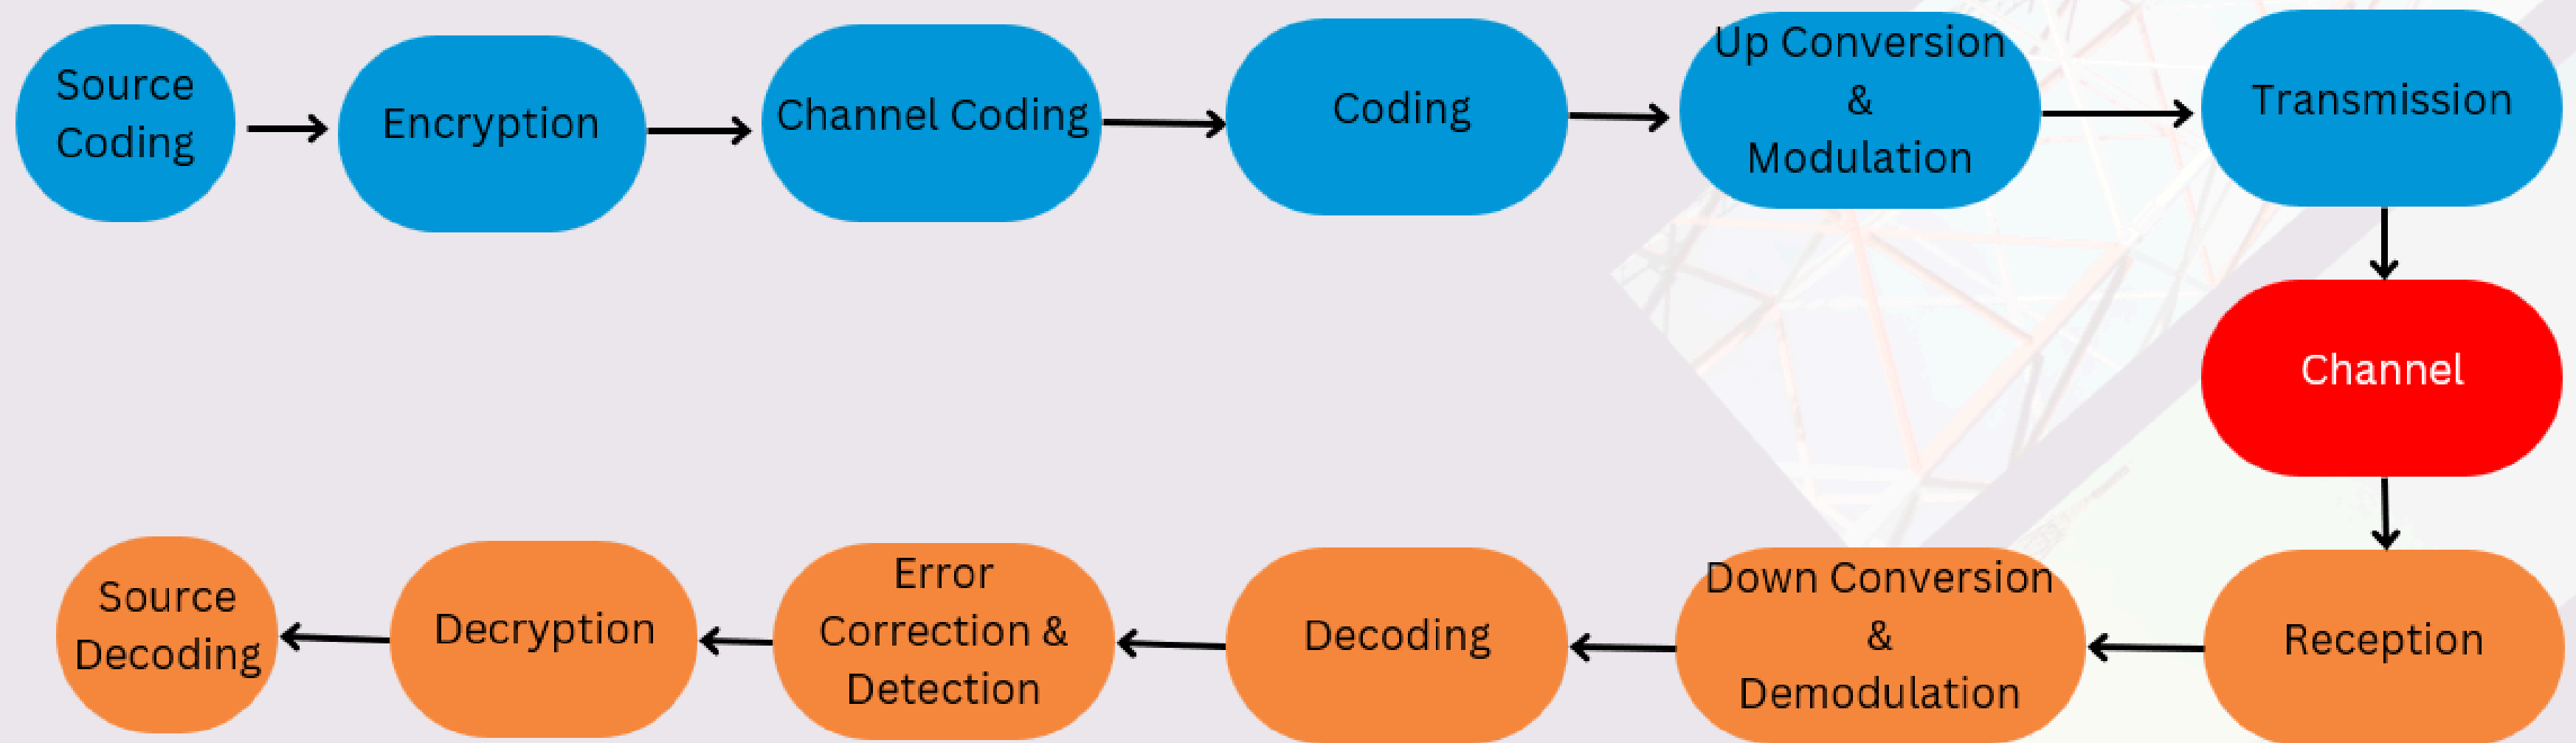 Source
Coding
Encryption
Channel Coding
Coding
Up Conversion
&
Modulation
Transmission
Channel
Source
Decoding
Decryption
Error
Correction &
Detection
Decoding
Down Conversion
&
Demodulation
Reception